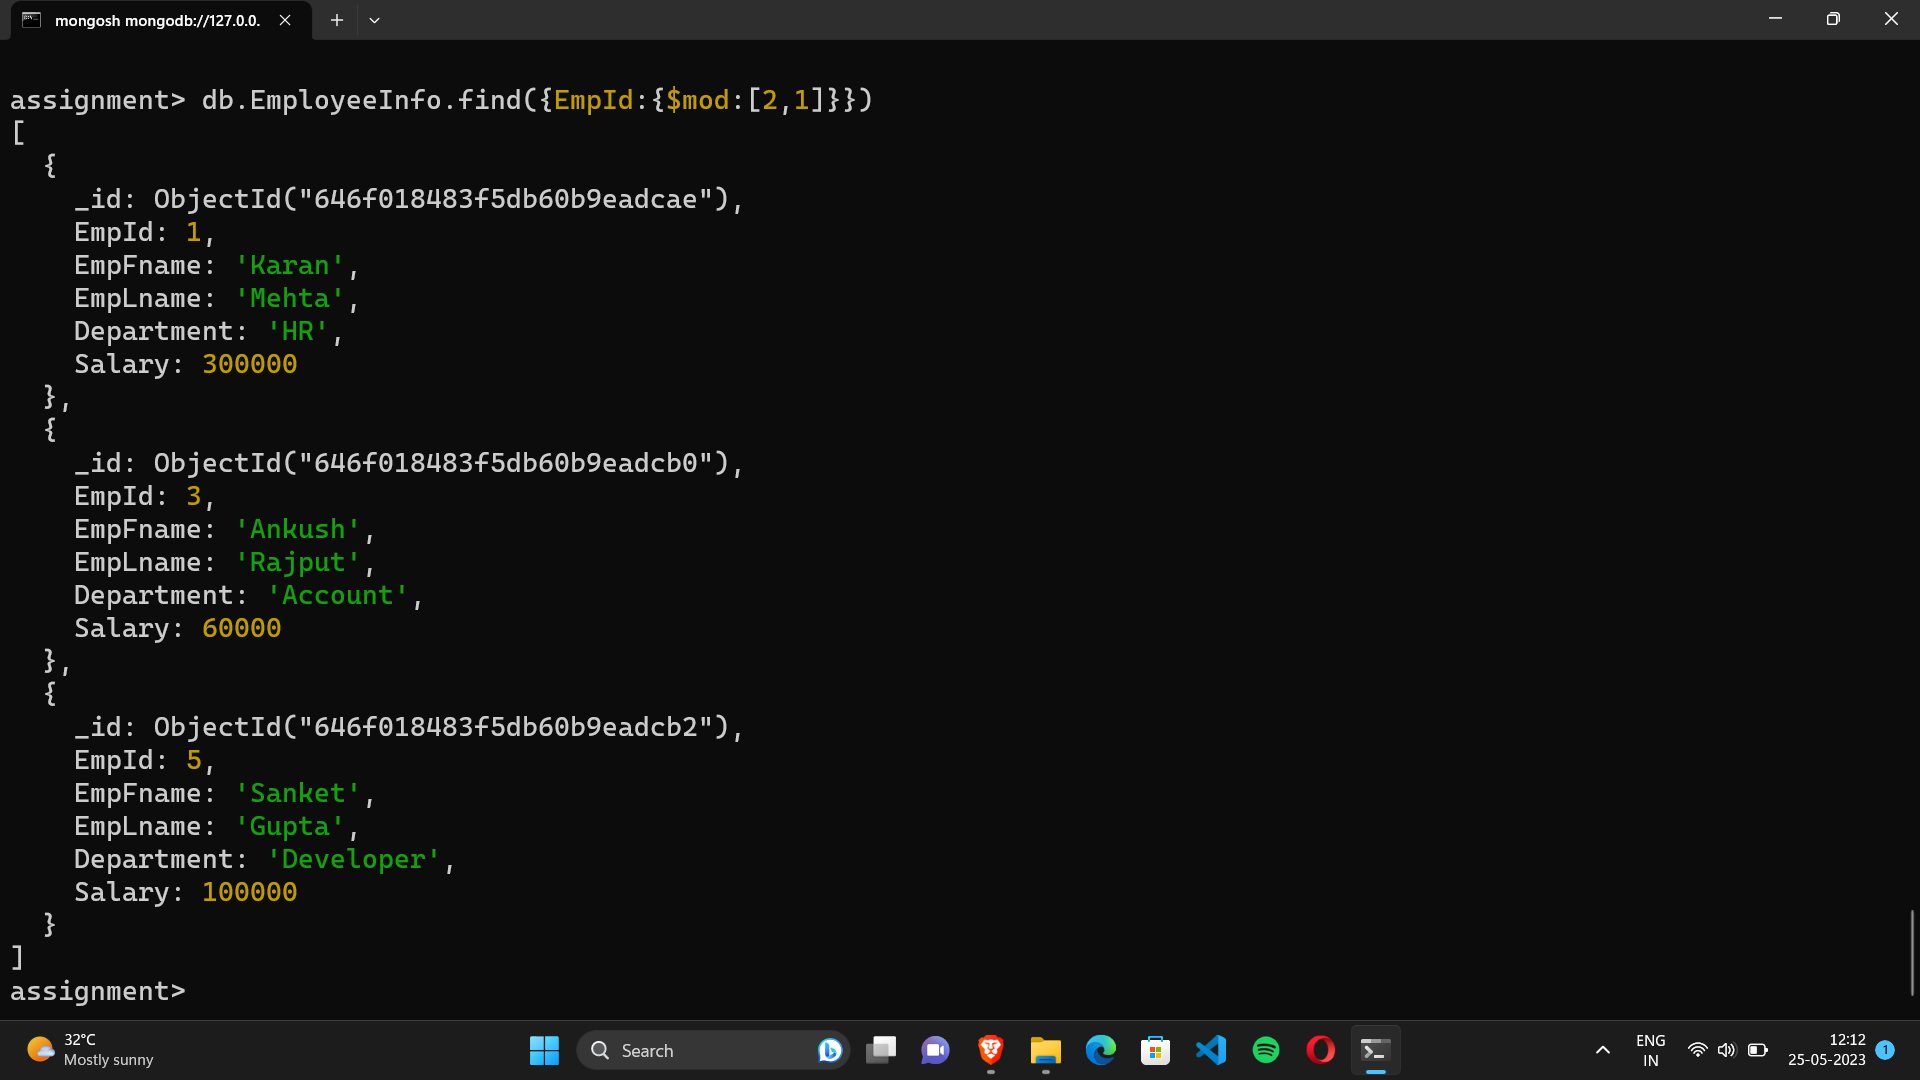 mongosh mongodb://127.0.0.
assignment> db.EmployeeInfo.find({EmpId:{$mod:[2,1]}})
[
  {
    _id: ObjectId("646f018483f5db60b9eadcae"),
    EmpId: 1,
    EmpFname: 'Karan',
    EmpLname: 'Mehta',
    Department: 'HR',
    Salary: 300000
  },
  {
    _id: ObjectId("646f018483f5db60b9eadcb0"),
    EmpId: 3,
    EmpFname: 'Ankush',
    EmpLname: 'Rajput',
    Department: 'Account',
    Salary: 60000
  },
  {
    _id: ObjectId("646f018483f5db60b9eadcb2"),
    EmpId: 5,
    EmpFname: 'Sanket',
    EmpLname: 'Gupta',
    Department: 'Developer',
    Salary: 100000
  }
]
assignment>
32°C
Mostly sunny
Search
ENG
IN
12:12
25-05-2023
1